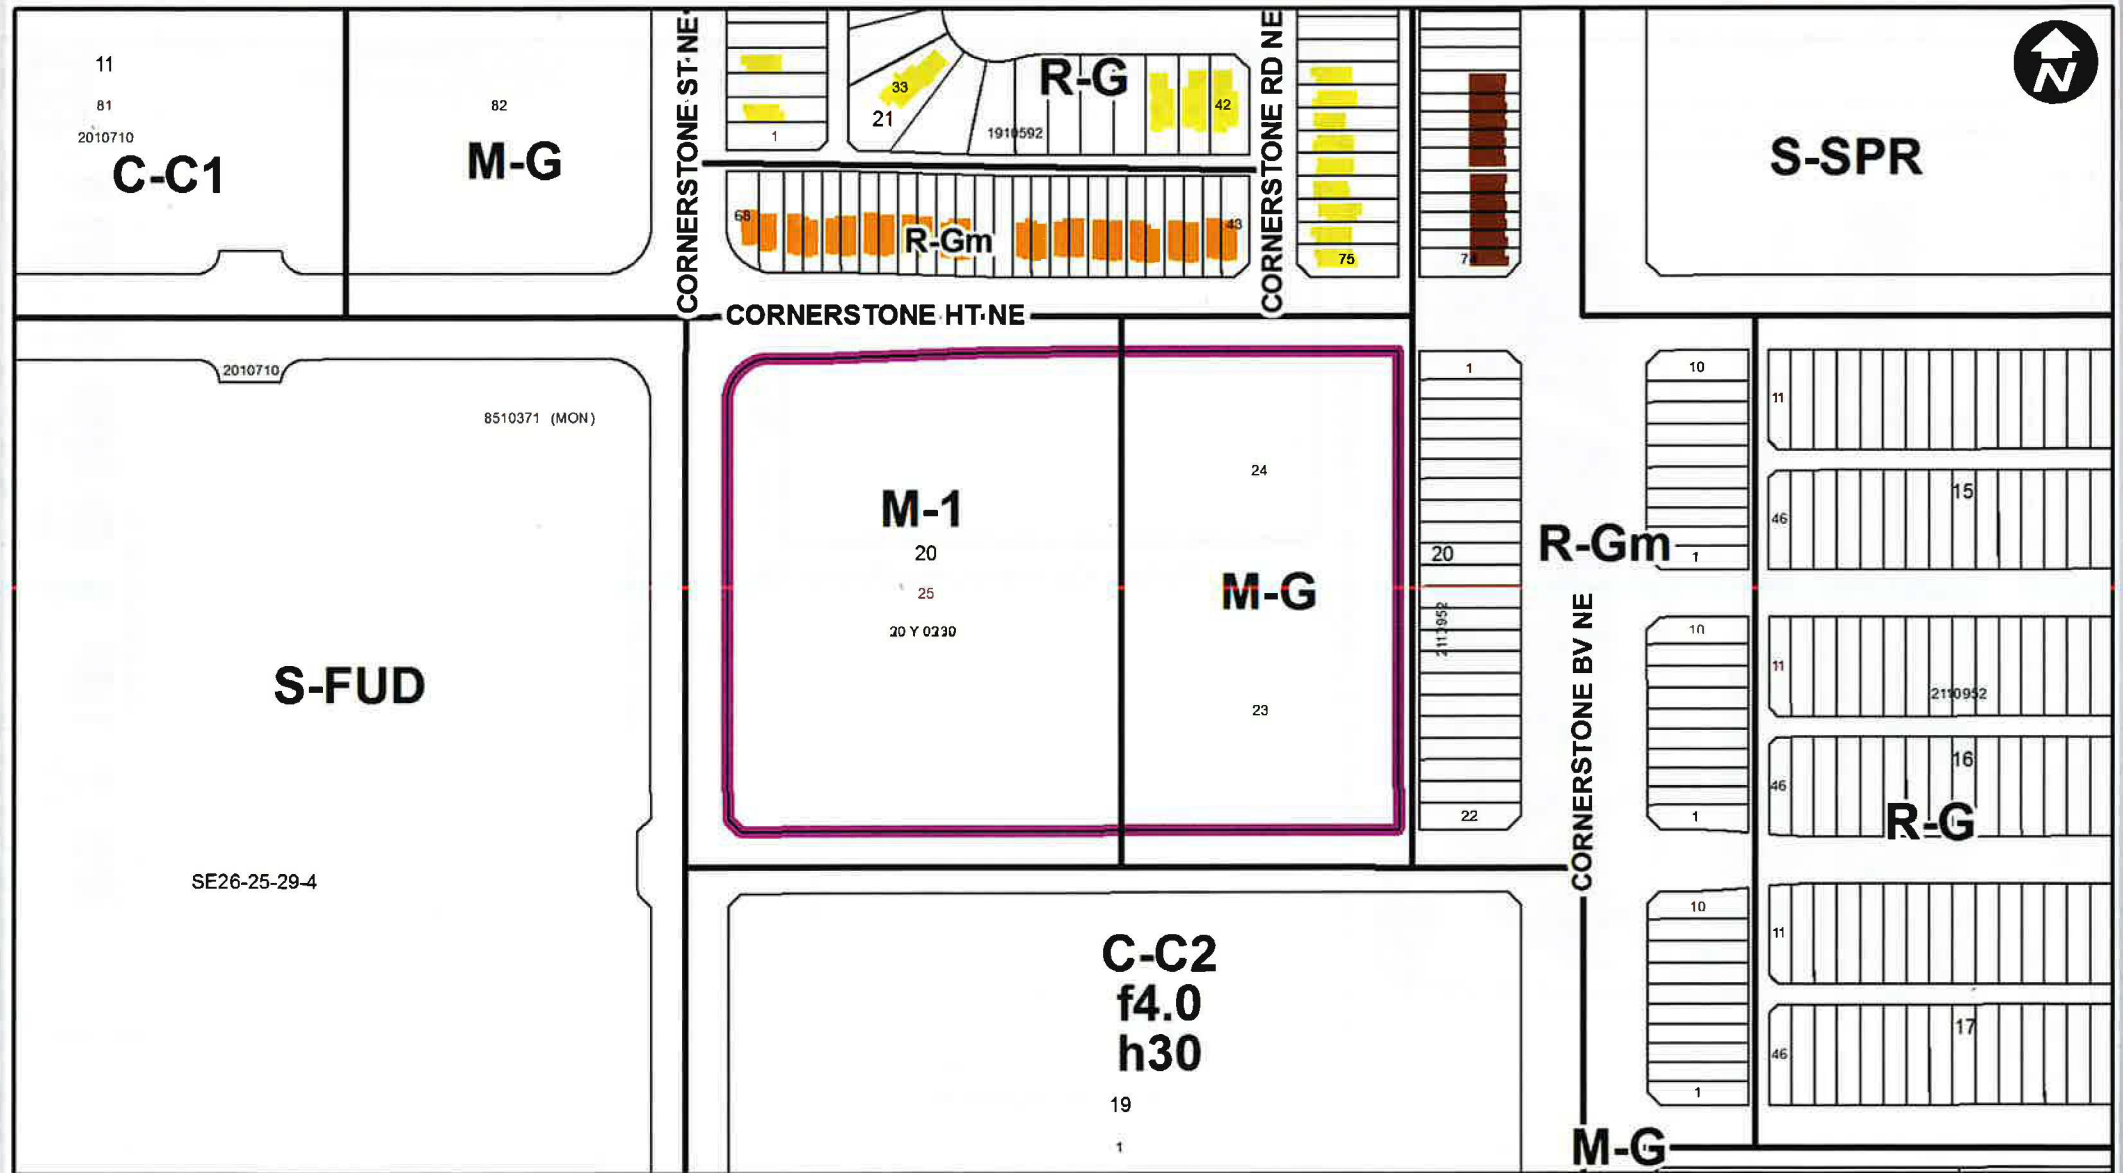 11
81
2010710
C-C1
82
M-G
CORNERSTONE ST NE
1
33
21
R-G
1910592
42
CORNERSTONE RD NE
68
R-Gm
43
75
S-SPR
N
CORNERSTONE HT NE
2010710
8510371 (MON)
S-FUD
SE26-25-29-4
M-1
20
25
20 Y 0230
24
M-G
23
1
20
2110952
22
R-Gm
CORNERSTONE BV NE
10
1
10
1
10
1
11
15
46
11
2110952
16
46
R-G
11
17
46
C-C2
f4.0
h30
19
1
M-G